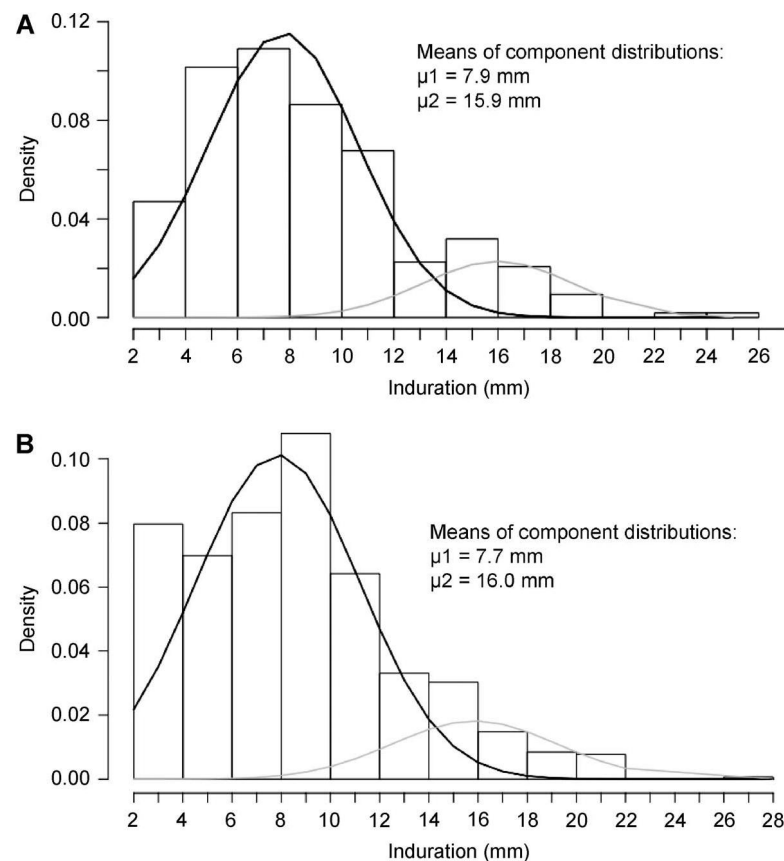 A
0.12
0.08
0.04
0.00
Density
Means of component distributions:
µ1 = 7.9 mm
µ2 = 15.9 mm
2 4 6 8 10 12 14 16 18 20 22 24 26
Induration (mm)
B
0.10
0.08
0.06
0.04
0.02
0.00
Density
Means of component distributions:
µ1 = 7.7 mm
µ2 = 16.0 mm
2 4 6 8 10 12 14 16 18 20 22 24 26 28
Induration (mm)